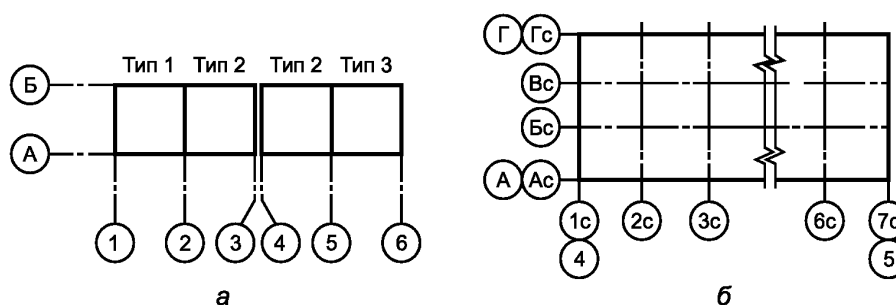 Тип 1 Тип 2 Тип 2 Тип 3
Б
А
1 2 3 4 5 6
а
Г Гс
Вс
Бс
А Ас
1с 2с 3с 6с 7с
4 5
б